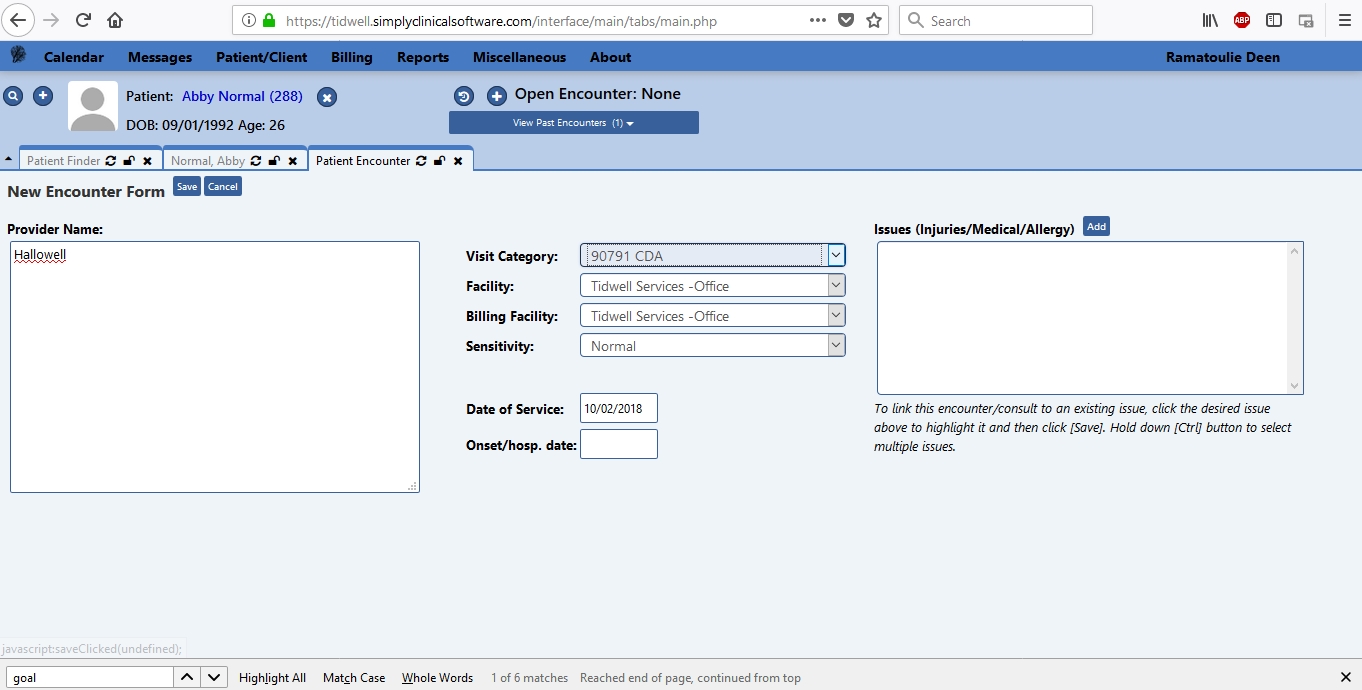 https://tidwell.simplyclinicalsoftware.com/interface/main/tabs/main.php
Search
ABP
Calendar Messages Patient/Client Billing Reports Miscellaneous About Ramatoulie Deen
Patient: Abby Normal (288)
DOB: 09/01/1992 Age: 26
Open Encounter: None
View Past Encounters (1)
Patient Finder Normal, Abby Patient Encounter
New Encounter Form Save Cancel
Provider Name:
Hallowell
Visit Category: 90791 CDA
Facility: Tidwell Services -Office
Billing Facility: Tidwell Services -Office
Sensitivity: Normal
Date of Service: 10/02/2018
Onset/hosp. date:
Issues (Injuries/Medical/Allergy) Add
To link this encounter/consult to an existing issue, click the desired issue
above to highlight it and then click [Save]. Hold down [Ctrl] button to select
multiple issues.
javascript:saveClicked(undefined);
goal Highlight All Match Case Whole Words 1 of 6 matches Reached end of page, continued from top